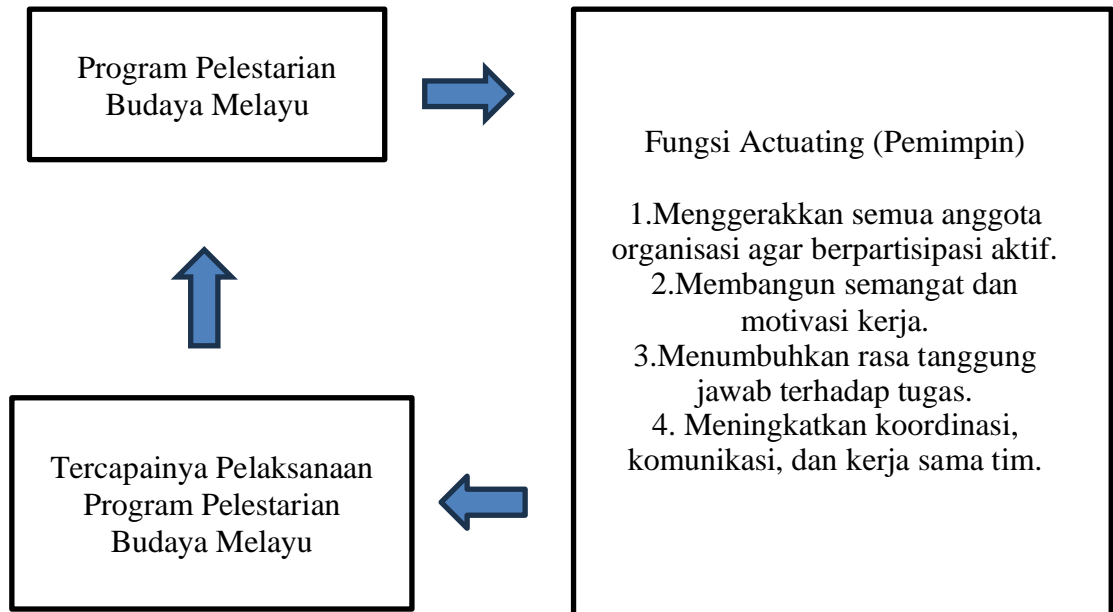 Program Pelestarian
Budaya Melayu
Fungsi Actuating (Pemimpin)
1.Menggerakkan semua anggota
organisasi agar berpartisipasi aktif.
2.Membangun semangat dan
motivasi kerja.
3.Menumbuhkan rasa tanggung
jawab terhadap tugas.
4. Meningkatkan koordinasi,
komunikasi, dan kerja sama tim.
Tercapainya Pelaksanaan
Program Pelestarian
Budaya Melayu